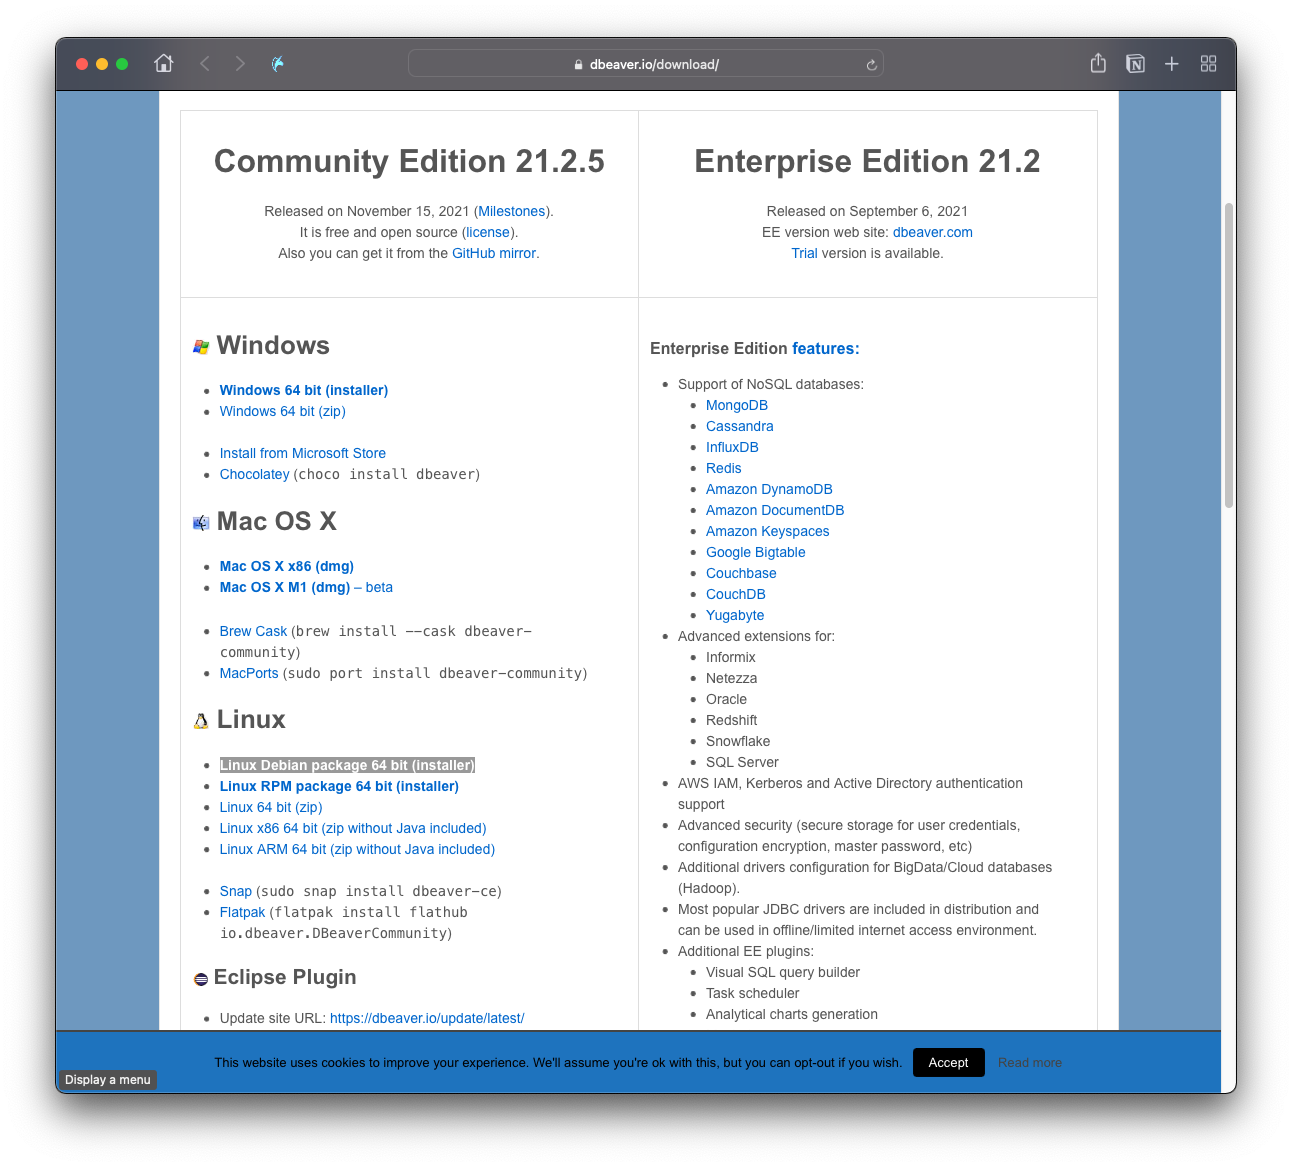 dbeaver.io/download/
Community Edition 21.2.5
Released on November 15, 2021 (Milestones).
It is free and open source (license).
Also you can get it from the GitHub mirror.
Enterprise Edition 21.2
Released on September 6, 2021
EE version web site: dbeaver.com
Trial version is available.
Windows
Windows 64 bit (installer)
Windows 64 bit (zip)
Install from Microsoft Store
Chocolatey (choco install dbeaver)
Mac OS X
Mac OS X x86 (dmg)
Mac OS X M1 (dmg) – beta
Brew Cask (brew install --cask dbeaver-
community)
MacPorts (sudo port install dbeaver-community)
Linux
Linux Debian package 64 bit (installer)
Linux RPM package 64 bit (installer)
Linux 64 bit (zip)
Linux x86 64 bit (zip without Java included)
Linux ARM 64 bit (zip without Java included)
Snap (sudo snap install dbeaver-ce)
Flatpak (flatpak install flathub
io.dbeaver.DBeaverCommunity)
Eclipse Plugin
Update site URL: https://dbeaver.io/update/latest/
Enterprise Edition features:
Support of NoSQL databases:
MongoDB
Cassandra
InfluxDB
Redis
Amazon DynamoDB
Amazon DocumentDB
Amazon Keyspaces
Google Bigtable
Couchbase
CouchDB
Yugabyte
Advanced extensions for:
Informix
Netezza
Oracle
Redshift
Snowflake
SQL Server
AWS IAM, Kerberos and Active Directory authentication
support
Advanced security (secure storage for user credentials,
configuration encryption, master password, etc)
Additional drivers configuration for BigData/Cloud databases
(Hadoop).
Most popular JDBC drivers are included in distribution and
can be used in offline/limited internet access environment.
Additional EE plugins:
Visual SQL query builder
Task scheduler
Analytical charts generation
This website uses cookies to improve your experience. We'll assume you're ok with this, but you can opt-out if you wish. Accept Read more
Display a menu